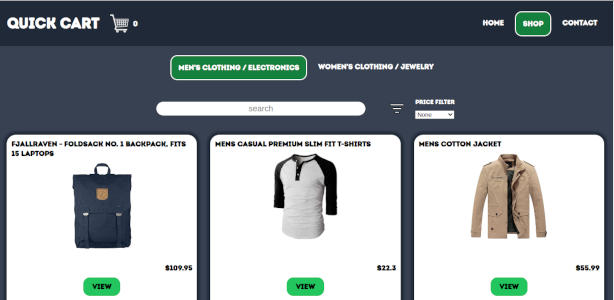 QUICK CART 0 HOME SHOP CONTACT
MEN'S CLOTHING / ELECTRONICS WOMEN'S CLOTHING / JEWELRY
search
PRICE FILTER
None
FJALLRAVEN - FOLDSACK NO. 1 BACKPACK, FITS
15 LAPTOPS
MENS CASUAL PREMIUM SLIM FIT T-SHIRTS
MENS COTTON JACKET
$109.95 $22.3 $55.99
VIEW VIEW VIEW